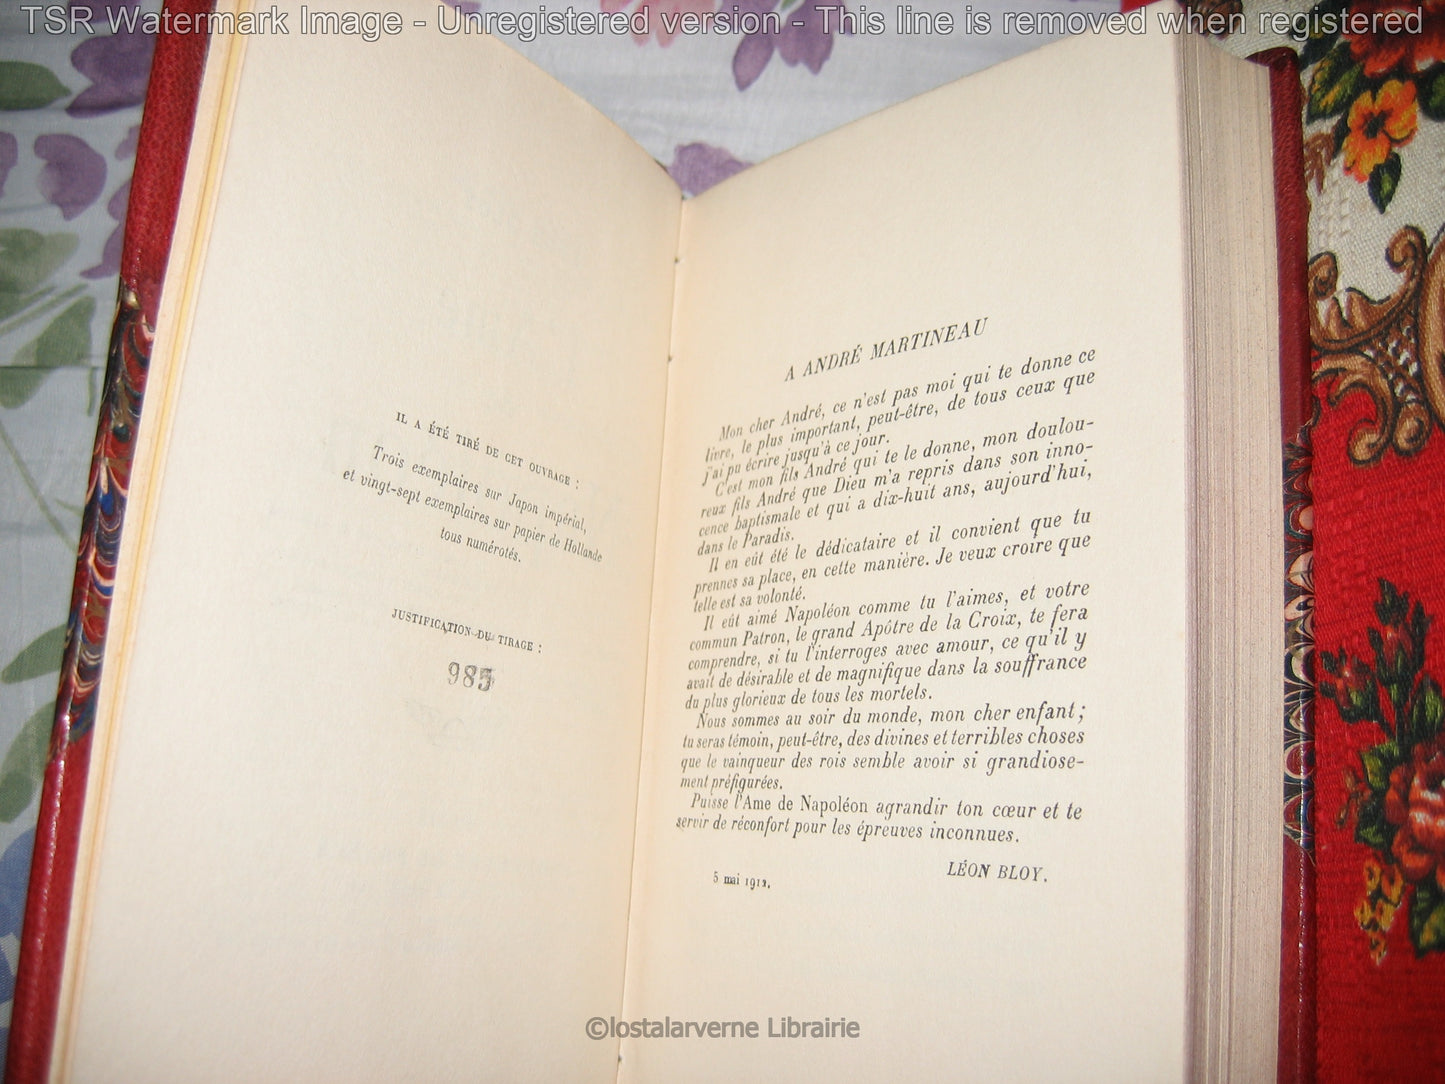 TSR Watermark Image - Unregistered version - This line is removed when registered
IL A ÉTÉ TIRÉ DE CET OUVRAGE :
Trois exemplaires sur Japon impérial,
et vingt-sept exemplaires sur papier de Hollande
tous numérotés.
JUSTIFICATION DU TIRAGE :
985
A ANDRÉ MARTINEAU
Mon cher André, ce n'est pas moi qui te donne ce
livre, le plus important, peut-être, de tous ceux que
j'ai pu écrire jusqu'à ce jour.
C'est mon fils André qui te le donne, mon doulou-
reux fils André que Dieu m'a repris dans son inno-
cence baptismale et qui a dix-huit ans, aujourd'hui,
dans le Paradis.
Il en eût été le dédicataire et il convient que tu
prennes sa place, en cette manière. Je veux croire que
telle est sa volonté.
Il eût aimé Napoléon comme tu l'aimes, et votre
commun Patron, le grand Apôtre de la Croix, te fera
comprendre, si tu l'interroges avec amour, ce qu'il y
avait de désirable et de magnifique dans la souffrance
du plus glorieux de tous les mortels.
Nous sommes au soir du monde, mon cher enfant ;
tu seras témoin, peut-être, des divines et terribles choses
que le vainqueur des rois semble avoir si grandiose-
ment préfigurées.
Puisse l'Ame de Napoléon agrandir ton cœur et te
servir de réconfort pour les épreuves inconnues.
LÉON BLOY.
5 mai 1912,
©lostalarverne Librairie